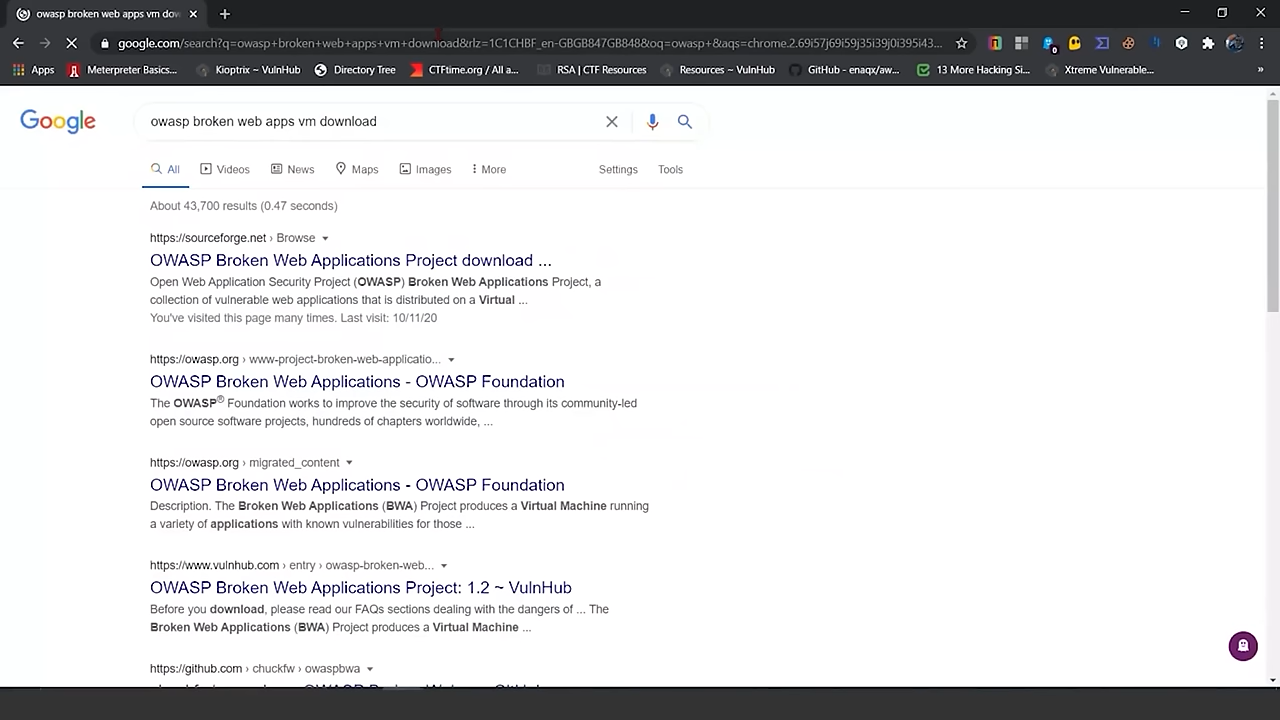 owasp broken web apps vm dow
google.com/search?q=owasp+broken+web+apps+vm+download&rlz=1C1CHBF_en-GBGB847GB848&oq=owasp+&aqs=chrome.2.69i57j69i59j35i39j0i395i43...
Apps Meterpreter Basics... Kioptrix ~ VulnHub Directory Tree CTFtime.org / All a... RSA | CTF Resources Resources ~ VulnHub GitHub - enaqx/aw... 13 More Hacking Si... Xtreme Vulnerable... »
Google
owasp broken web apps vm download
All Videos News Maps Images More Settings Tools
About 43,700 results (0.47 seconds)
https://sourceforge.net › Browse
OWASP Broken Web Applications Project download ...
Open Web Application Security Project (OWASP) Broken Web Applications Project, a
collection of vulnerable web applications that is distributed on a Virtual ...
You've visited this page many times. Last visit: 10/11/20
https://owasp.org › www-project-broken-web-applicatio...
OWASP Broken Web Applications - OWASP Foundation
The OWASP® Foundation works to improve the security of software through its community-led
open source software projects, hundreds of chapters worldwide, ...
https://owasp.org › migrated_content
OWASP Broken Web Applications - OWASP Foundation
Description. The Broken Web Applications (BWA) Project produces a Virtual Machine running
a variety of applications with known vulnerabilities for those ...
https://www.vulnhub.com › entry › owasp-broken-web...
OWASP Broken Web Applications Project: 1.2 ~ VulnHub
Before you download, please read our FAQs sections dealing with the dangers of ... The
Broken Web Applications (BWA) Project produces a Virtual Machine ...
https://github.com › chuckfw › owaspbwa